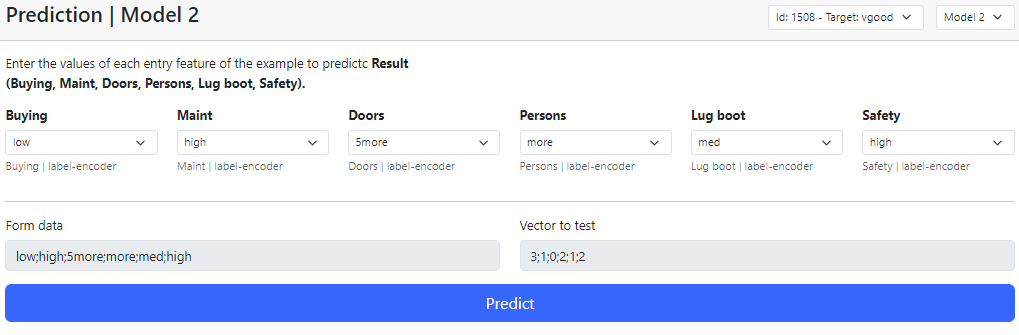 Prediction | Model 2
Id: 1508 - Target: vgood
Model 2
Enter the values of each entry feature of the example to predictc Result
(Buying, Maint, Doors, Persons, Lug boot, Safety).
Buying Maint Doors Persons Lug boot Safety
low high 5more more med high
Buying | label-encoder Maint | label-encoder Doors | label-encoder Persons | label-encoder Lug boot | label-encoder Safety | label-encoder
Form data Vector to test
low;high;5more;more;med;high 3;1;0;2;1;2
Predict